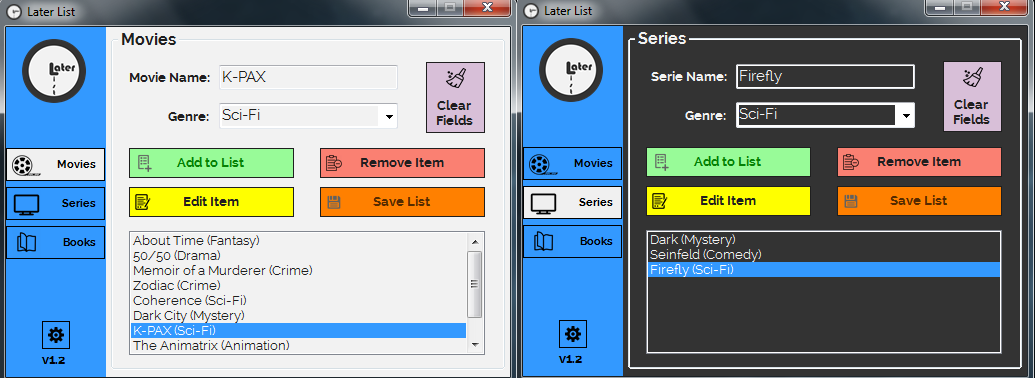 Later List
Later
Movies
Movie Name: K-PAX
Genre: Sci-Fi
Clear
Fields
Movies
Series
Books
Add to List
Remove Item
Edit Item
Save List
About Time (Fantasy)
50/50 (Drama)
Memoir of a Murderer (Crime)
Zodiac (Crime)
Coherence (Sci-Fi)
Dark City (Mystery)
K-PAX (Sci-Fi)
The Animatrix (Animation)
V1.2
Later List
Later
Series
Serie Name: Firefly
Genre: Sci-Fi
Clear
Fields
Movies
Series
Books
Add to List
Remove Item
Edit Item
Save List
Dark (Mystery)
Seinfeld (Comedy)
Firefly (Sci-Fi)
V1.2